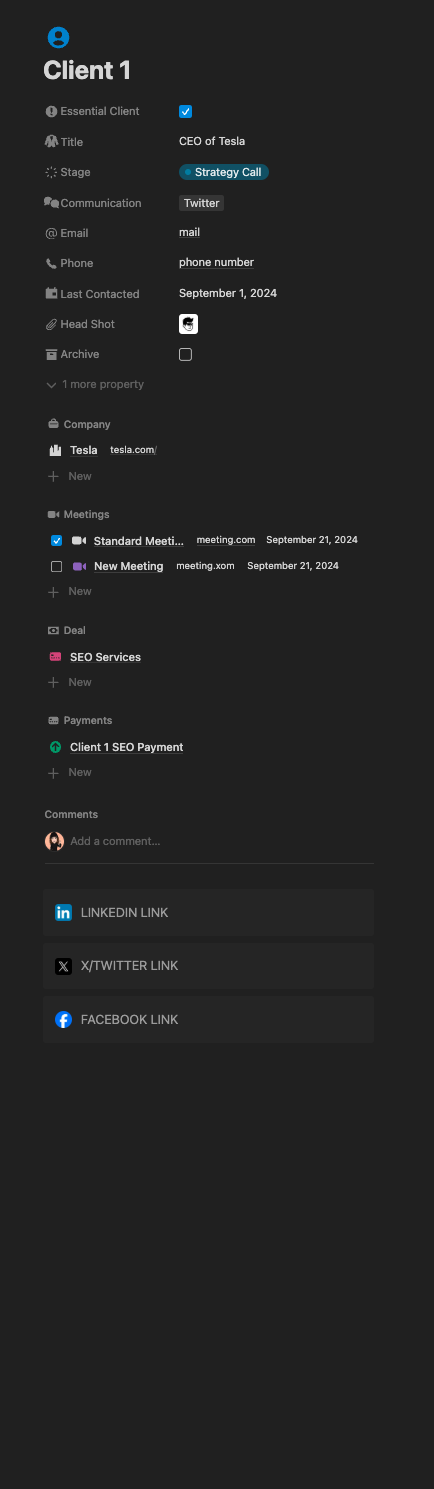 Client 1
Essential Client
Title CEO of Tesla
Stage Strategy Call
Communication Twitter
Email mail
Phone phone number
Last Contacted September 1, 2024
Head Shot
Archive
1 more property
Company
Tesla tesla.com/
New
Meetings
Standard Meeti... meeting.com September 21, 2024
New Meeting meeting.xom September 21, 2024
New
Deal
SEO Services
New
Payments
Client 1 SEO Payment
New
Comments
Add a comment...
LINKEDIN LINK
X/TWITTER LINK
FACEBOOK LINK